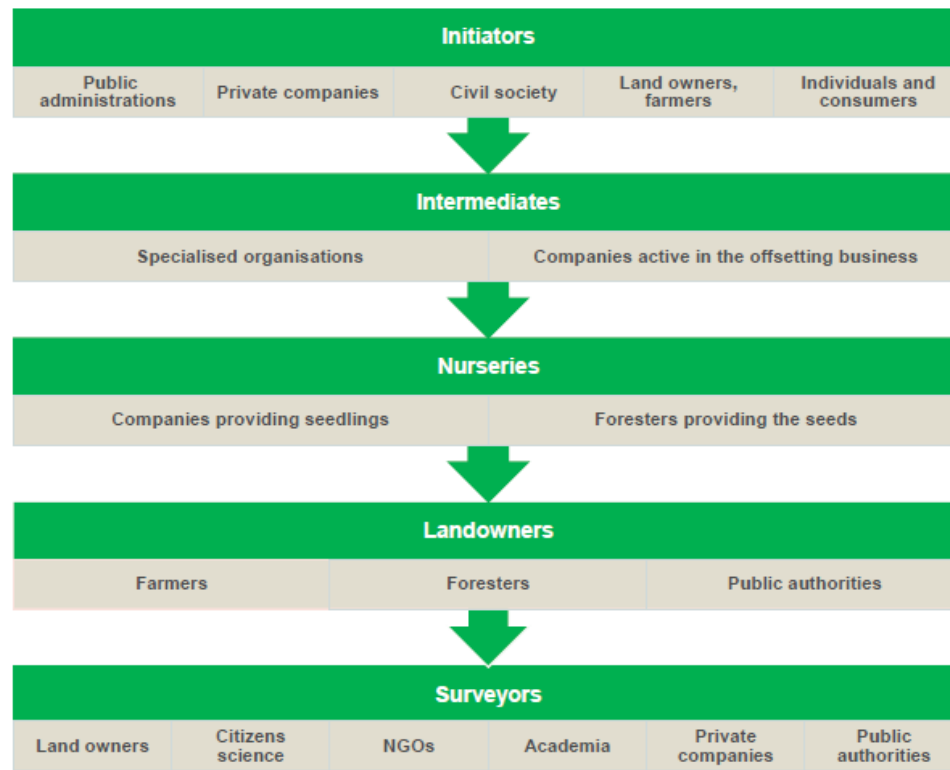 Initiators
Public
administrations
Private companies
Civil society
Land owners,
farmers
Individuals and
consumers
Intermediates
Specialised organisations
Companies active in the offsetting business
Nurseries
Companies providing seedlings
Foresters providing the seeds
Landowners
Farmers
Foresters
Public authorities
Surveyors
Land owners
Citizens
science
NGOs
Academia
Private
companies
Public
authorities